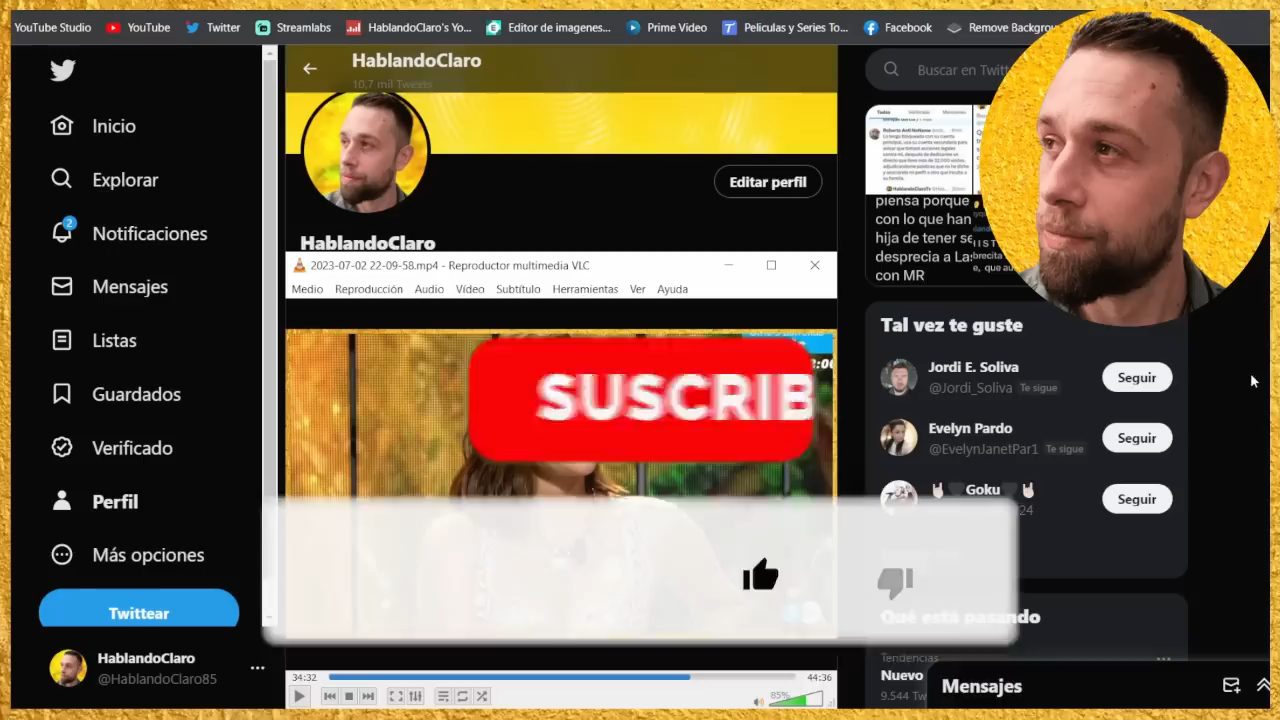 YouTube Studio
YouTube
Twitter
Streamlabs
HablandoClaro's Yo...
Editor de imagenes...
Prime Video
Peliculas y Series To...
Facebook
Remove Backgrou
HablandoClaro
10,7 mil Tweets
Buscar en Twitt
Inicio
Explorar
2
Notificaciones
Mensajes
Listas
Guardados
Verificado
Perfil
Más opciones
Twittear
HablandoClaro
@HablandoClaro85
Editar perfil
HablandoClaro
2023-07-02 22-09-58.mp4 - Reproductor multimedia VLC
Medio Reproducción Audio Vídeo Subtítulo Herramientas Ver Ayuda
SUSCRIB
34:32
44:36
85%
piensa porque
con lo que han
hija de tener se
desprecia a La
con MR
Tal vez te guste
Jordi E. Soliva
@Jordi_Soliva Te sigue
Seguir
Evelyn Pardo
@EvelynJanetPar1 Te sigue
Seguir
Goku
24
Seguir
Qué está pasando
Tendencias
Nuevo
9.544 Tw
Mensajes